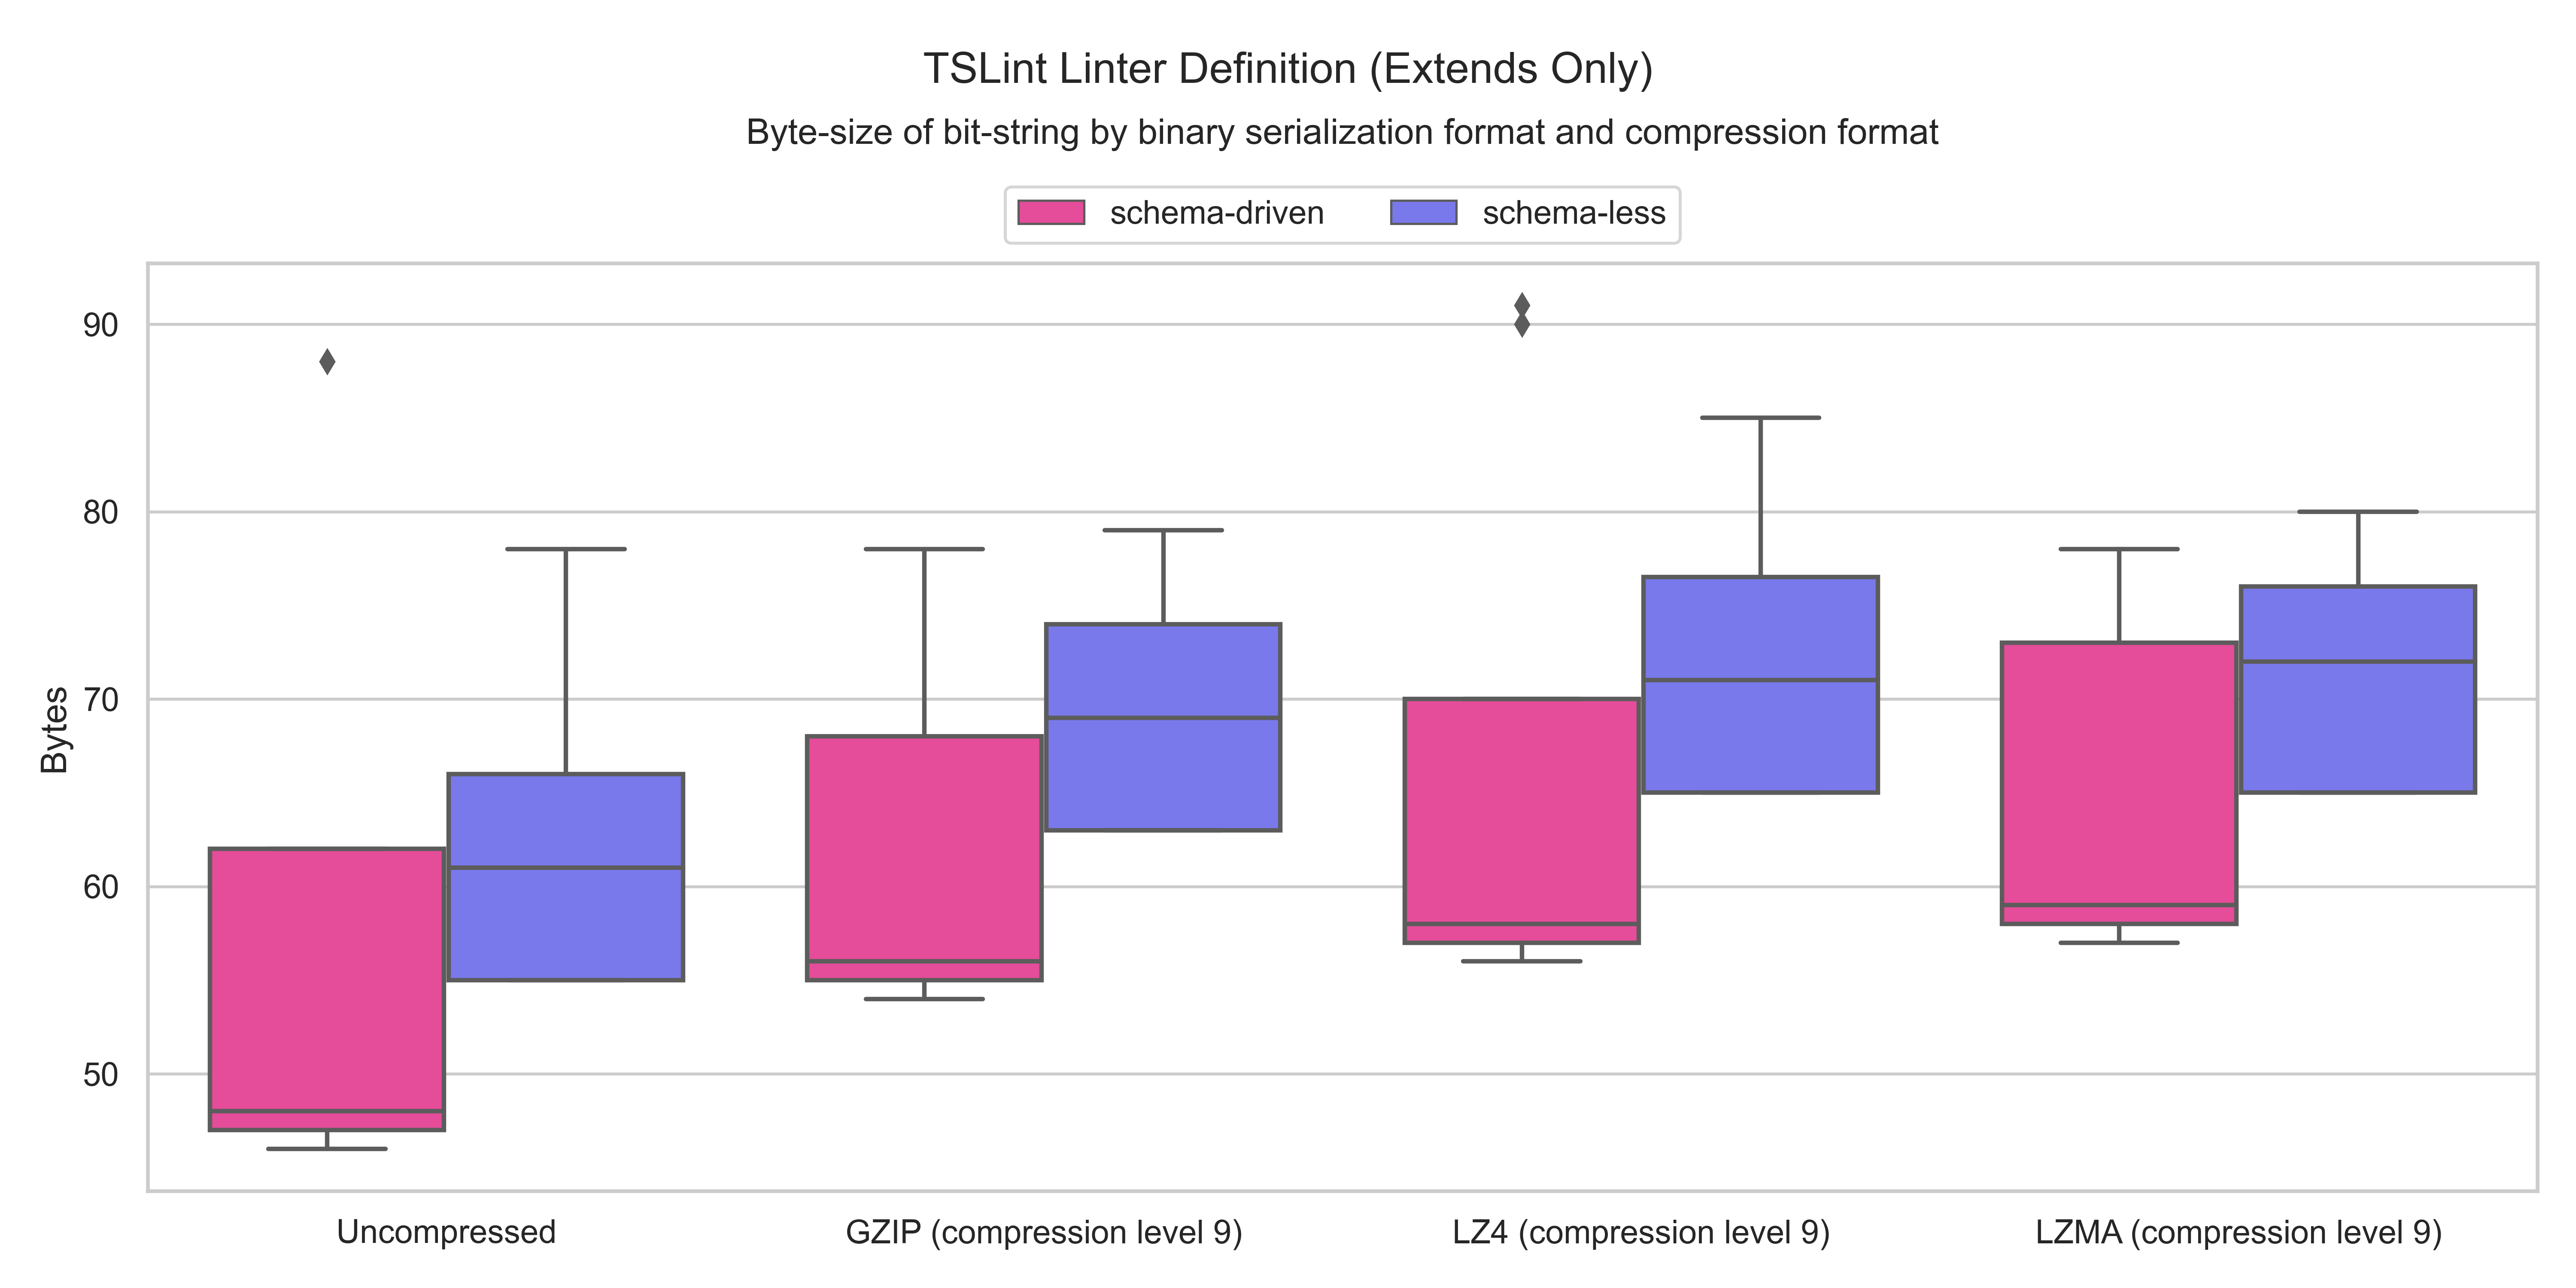 TSLint Linter Definition (Extends Only)
Byte-size of bit-string by binary serialization format and compression format
schema-driven
schema-less
90
80
70
60
50
Bytes
Uncompressed
GZIP (compression level 9)
LZ4 (compression level 9)
LZMA (compression level 9)